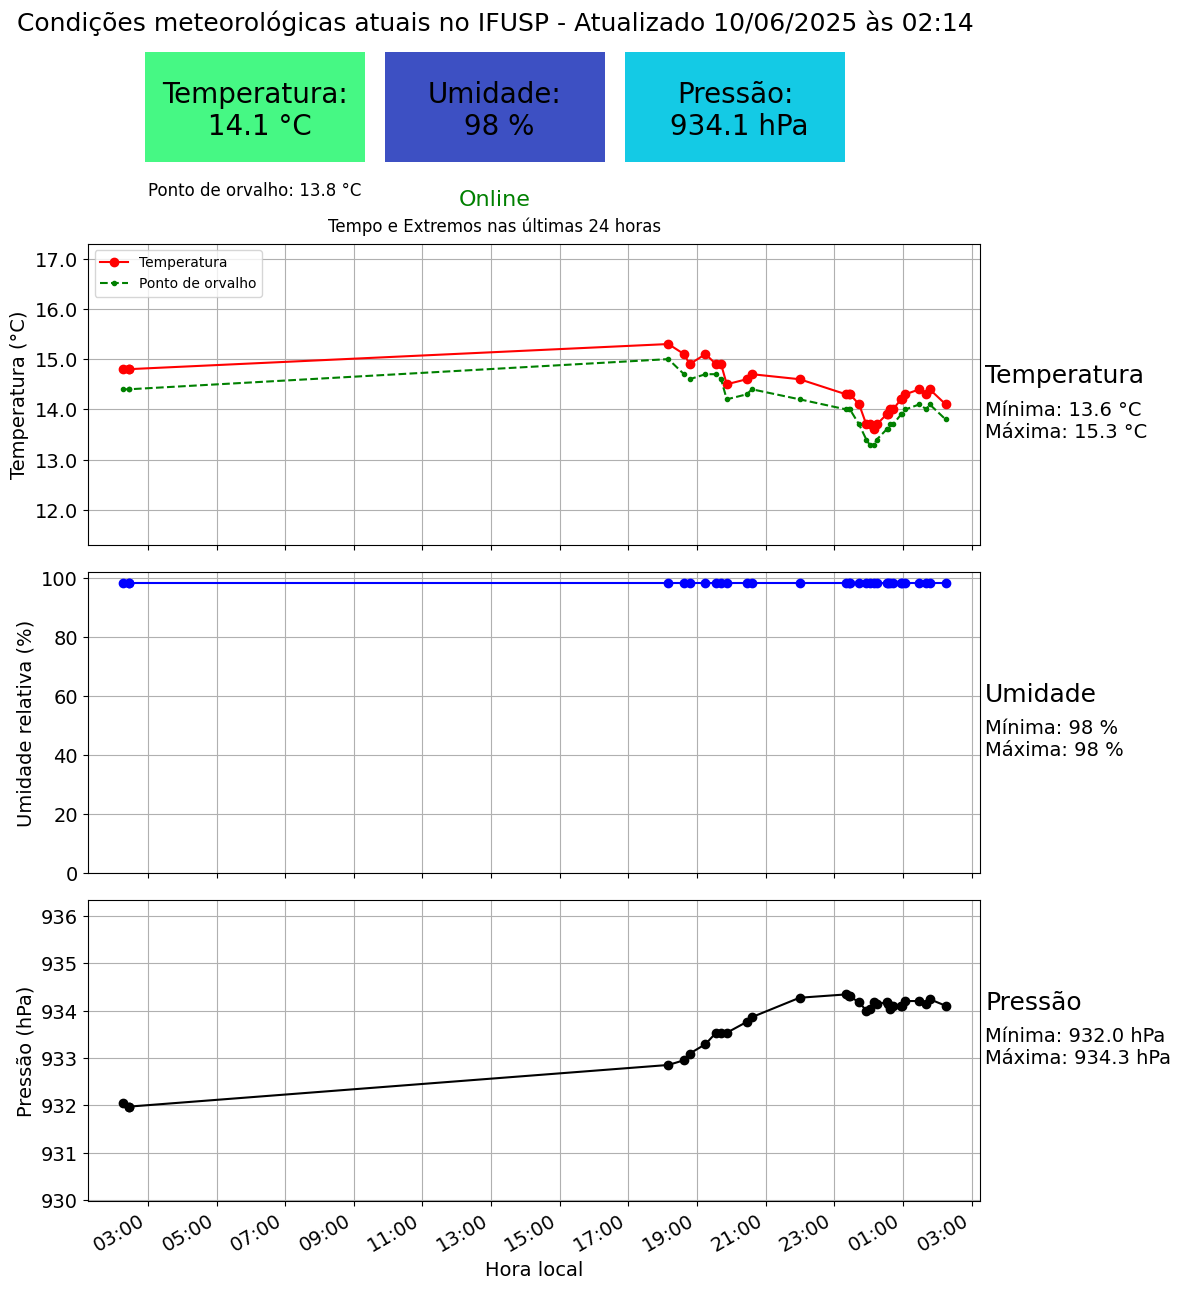 Condições meteorológicas atuais no IFUSP - Atualizado 10/06/2025 às 02:14
Temperatura:
14.1 °C
Umidade:
98 %
Pressão:
934.1 hPa
Ponto de orvalho: 13.8 °C
Online
Tempo e Extremos nas últimas 24 horas
Temperatura
Ponto de orvalho
Temperatura (°C)
17.0
16.0
15.0
14.0
13.0
12.0
Temperatura
Mínima: 13.6 °C
Máxima: 15.3 °C
Umidade relativa (%)
100
80
60
40
20
0
Umidade
Mínima: 98 %
Máxima: 98 %
Pressão (hPa)
936
935
934
933
932
931
930
Pressão
Mínima: 932.0 hPa
Máxima: 934.3 hPa
03:00 05:00 07:00 09:00 11:00 13:00 15:00 17:00 19:00 21:00 23:00 01:00 03:00
Hora local